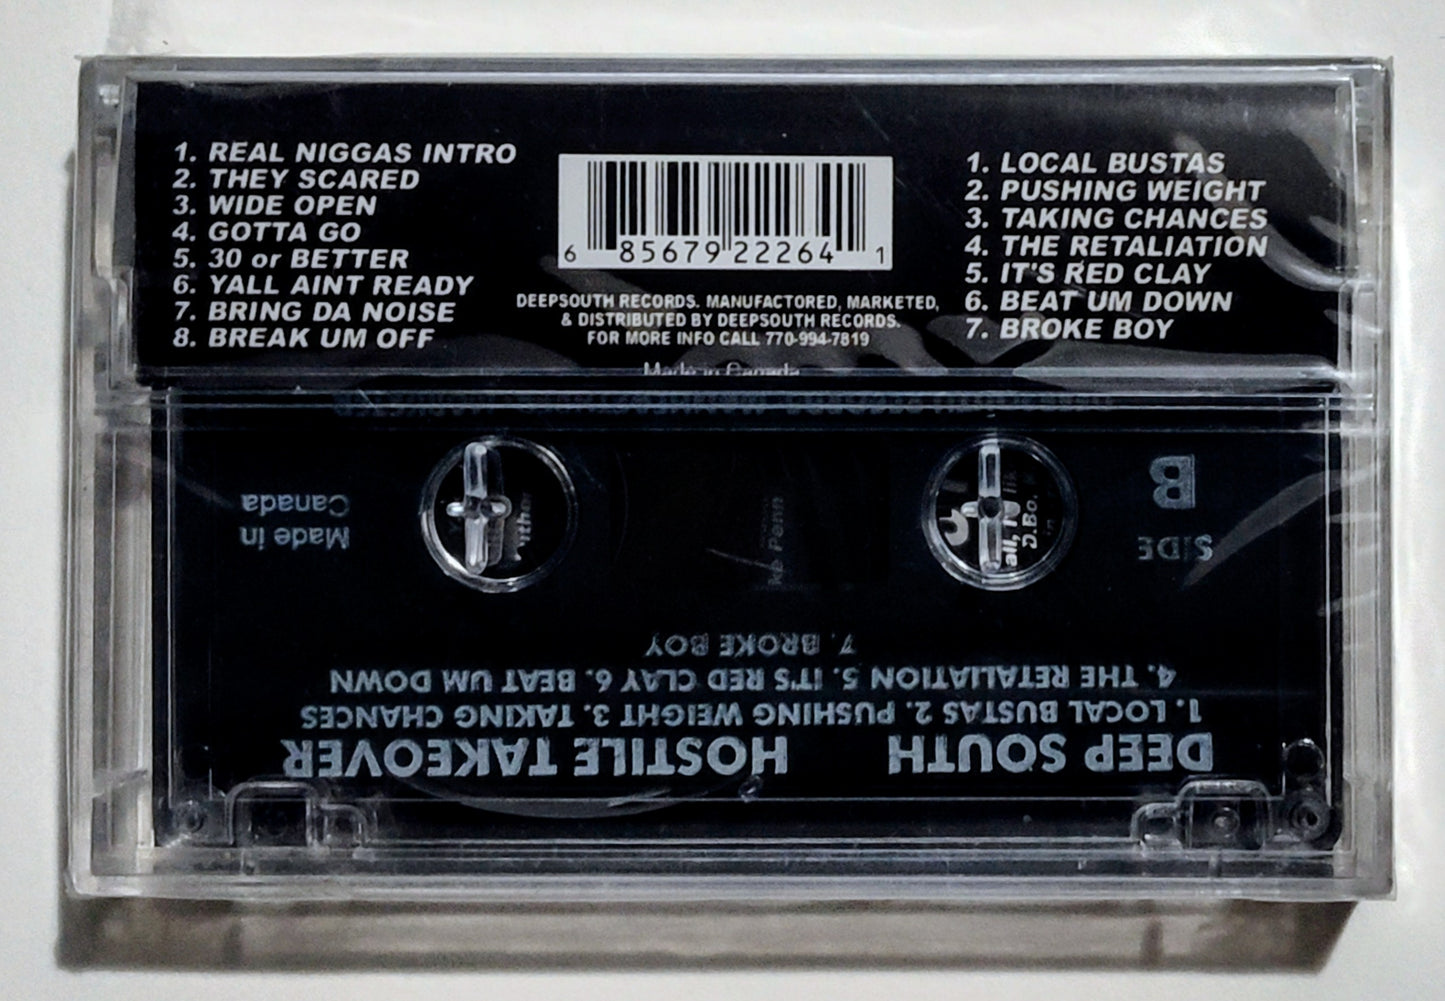 1. REAL NIGGAS INTRO
2. THEY SCARED
3. WIDE OPEN
4. GOTTA GO
5. 30 or BETTER
6. YALL AINT READY
7. BRING DA NOISE
8. BREAK UM OFF
6 85679 22264 1
DEEPSOUTH RECORDS. MANUFACTORED, MARKETED,
& DISTRIBUTED BY DEEPSOUTH RECORDS.
FOR MORE INFO CALL 770-994-7819
Made in Canada
1. LOCAL BUSTAS
2. PUSHING WEIGHT
3. TAKING CHANCES
4. THE RETALIATION
5. IT'S RED CLAY
6. BEAT UM DOWN
7. BROKE BOY
DEEP SOUTH HOSTILE TAKEOVER
1. LOCAL BUSTAS 2. PUSHING WEIGHT 3. TAKING CHANCES
4. THE RETALIATION 5. IT'S RED CLAY 6. BEAT UM DOWN
7. BROKE BOY
SIDE
B
Made in
Canada
D.Bo.
Penn